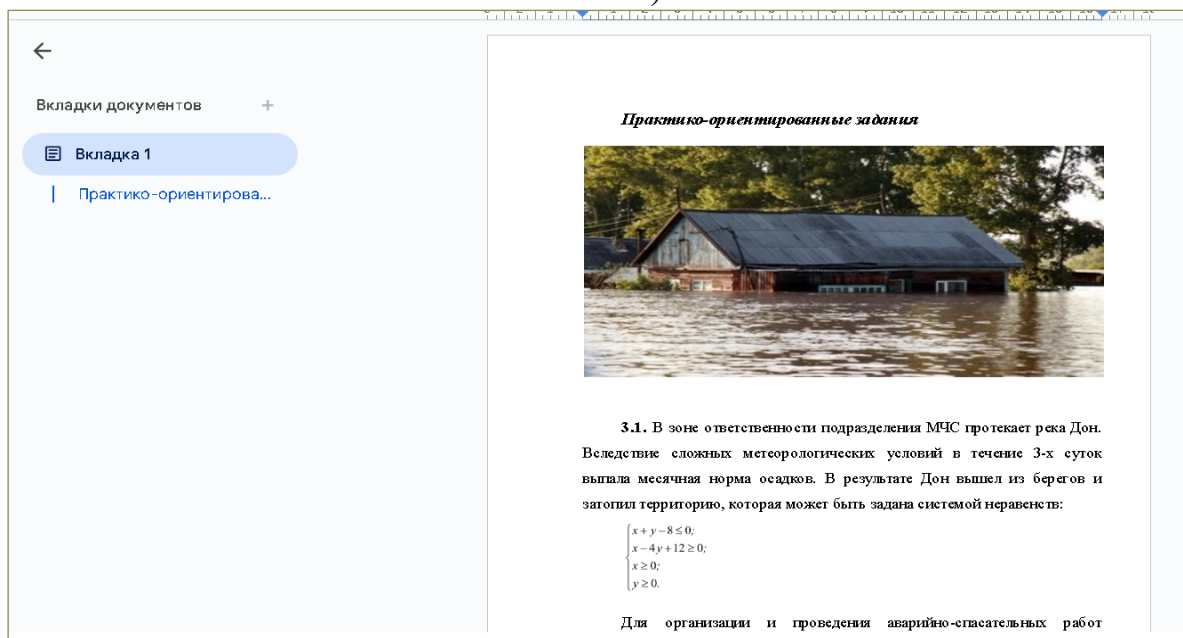 Вкладки документов
Вкладка 1
Практико-ориентирова...
Практико-ориентированные задания
3.1. В зоне ответственности подразделения МЧС протекает река Дон.
Вследствие сложных метеорологических условий в течение 3-х суток
выпала месячная норма осадков. В результате Дон вышел из берегов и
затопил территорию, которая может быть задана системой неравенств:
x + y − 8 ≤ 0;
x − 4y + 12 ≥ 0;
x ≥ 0;
y ≥ 0.
Для организации и проведения аварийно-спасательных работ